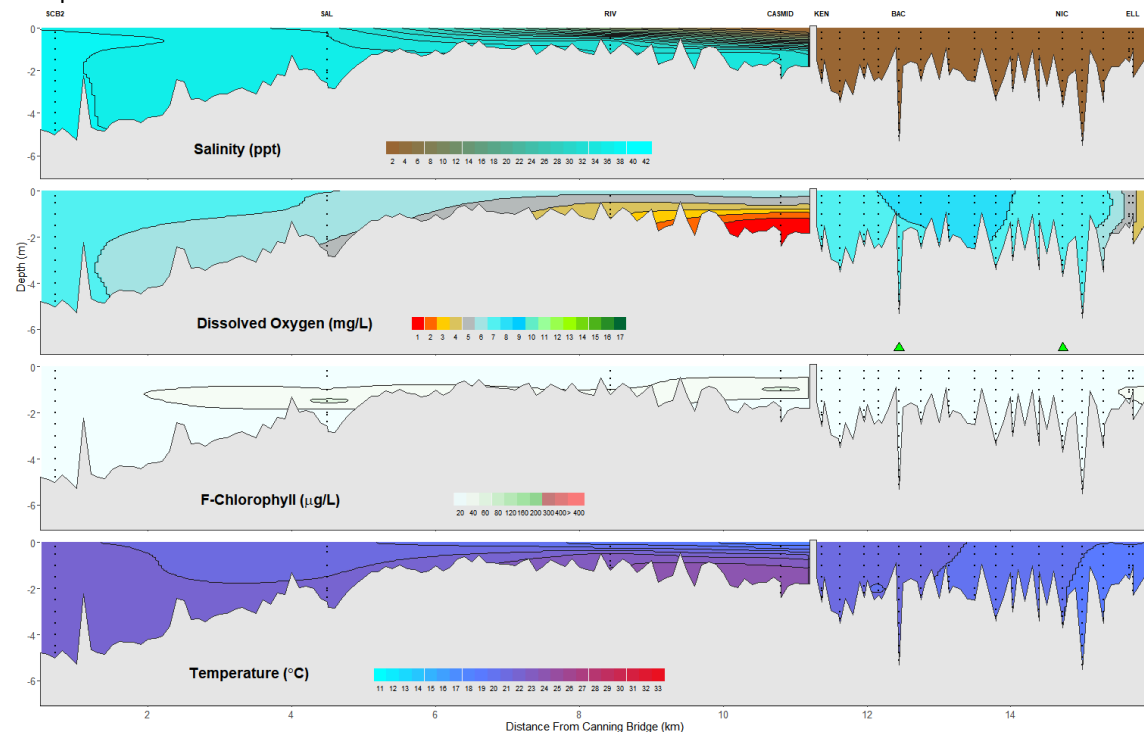 SCB2 SAL RIV CASMID KEN BAC NIC ELL
0
-2
-4
-6
Salinity (ppt)
2 4 6 8 10 12 14 16 18 20 22 24 26 28 30 32 34 36 38 40 42
0
-2
-4
-6
Depth (m)
Dissolved Oxygen (mg/L)
1 2 3 4 5 6 7 8 9 10 11 12 13 14 15 16 17
0
-2
-4
-6
F-Chlorophyll (µg/L)
20 40 60 80 120 160 200 300 400 > 400
0
-2
-4
-6
Temperature (°C)
11 12 13 14 15 16 17 18 19 20 21 22 23 24 25 26 27 28 29 30 31 32 33
2 4 6 8 10 12 14
Distance From Canning Bridge (km)